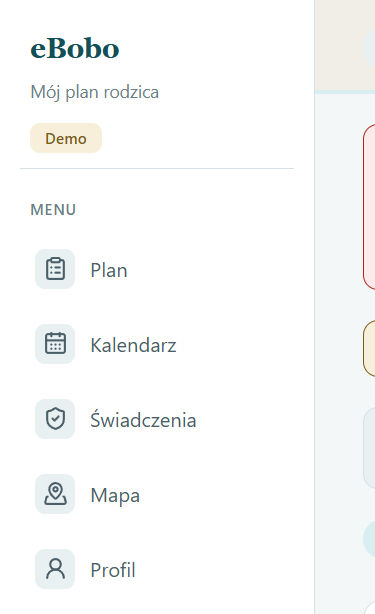 eBobo
Mój plan rodzica
Demo
MENU
Plan
Kalendarz
Świadczenia
Mapa
Profil